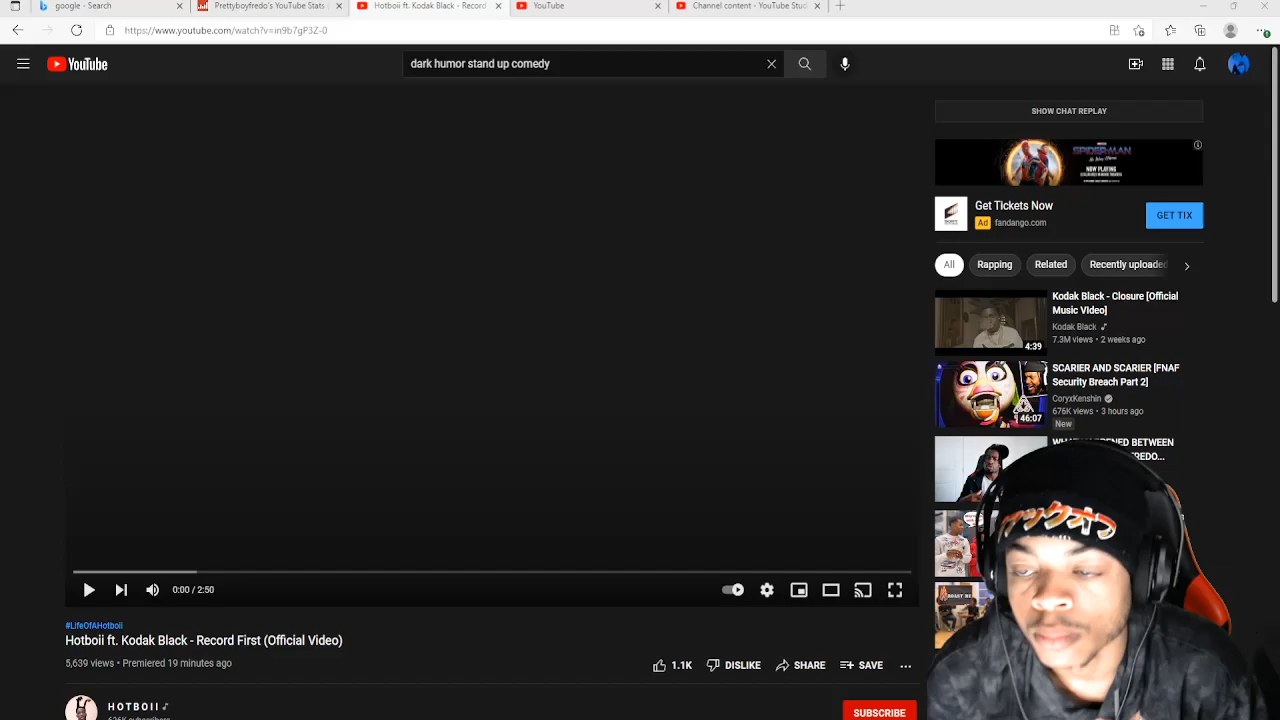 google - Search
Prettyboyfredo's YouTube Stats
Hotboii ft. Kodak Black - Record
YouTube
Channel content - YouTube Stud
https://www.youtube.com/watch?v=in9b7gP3Z-0
YouTube
dark humor stand up comedy
SHOW CHAT REPLAY
SPIDER-MAN
NOW PLAYING
Get Tickets Now
Ad fandango.com
GET TIX
All
Rapping
Related
Recently uploaded
Kodak Black - Closure [Official
Music Video]
Kodak Black
7.3M views • 2 weeks ago
4:39
SCARIER AND SCARIER [FNAF
Security Breach Part 2]
CoryxKenshin
676K views • 3 hours ago
New
46:07
BETWEEN
0:00 / 2:50
#LifeOfAHotboii
Hotboii ft. Kodak Black - Record First (Official Video)
5,639 views • Premiered 19 minutes ago
1.1K
DISLIKE
SHARE
SAVE
HOTBOII
SUBSCRIBE